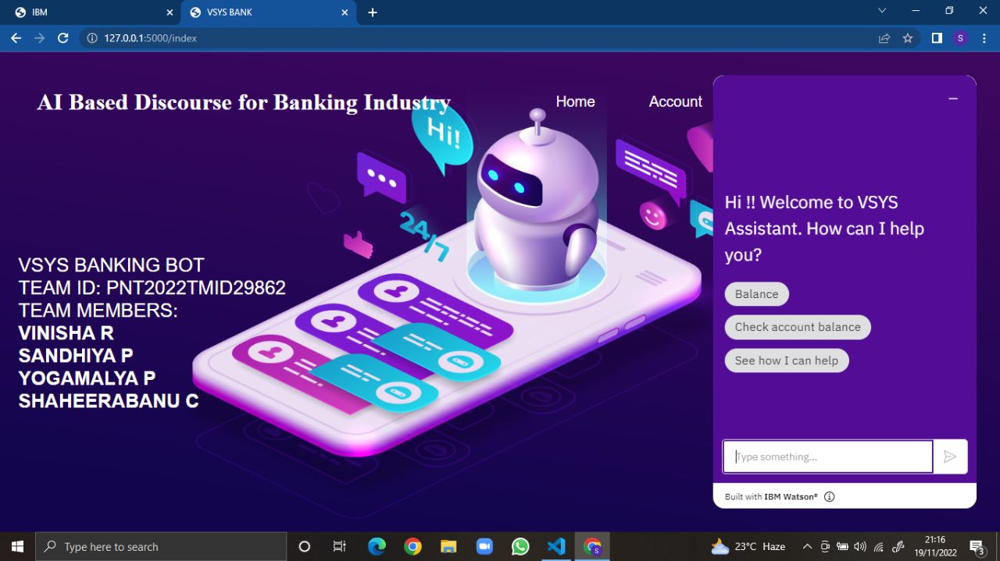 IBM
VSYS BANK
127.0.0.1:5000/index
S
AI Based Discourse for Banking Industry
Home
Account
Hi!
24/7
Hi !! Welcome to VSYS
Assistant. How can I help
you?
Balance
Check account balance
See how I can help
VSYS BANKING BOT
TEAM ID: PNT2022TMID29862
TEAM MEMBERS:
VINISHA R
SANDHIYA P
YOGAMALYA P
SHAHEERABANU C
Type something...
Built with IBM Watson®
Type here to search
S
23°C Haze
21:16
19/11/2022
3